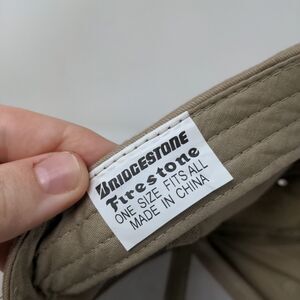 BRIDGESTONE
Firestone
ONE SIZE FITS ALL
MADE IN CHINA